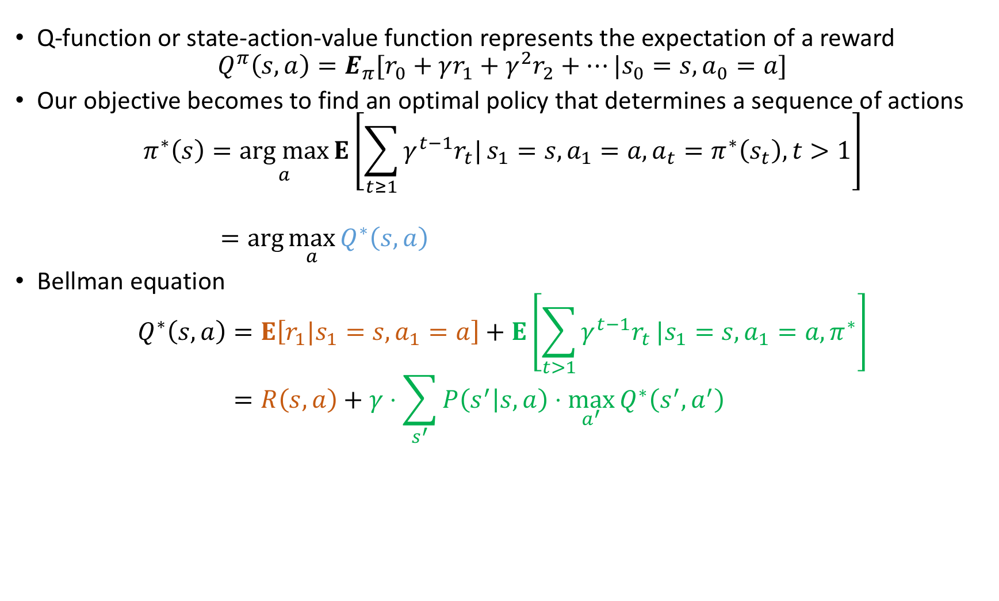 • Q-function or state-action-value function represents the expectation of a reward
$Q^{\pi}(s, a) = \boldsymbol{E}_{\pi}[r_0 + \gamma r_1 + \gamma^2 r_2 + \cdots | s_0 = s, a_0 = a]$
• Our objective becomes to find an optimal policy that determines a sequence of actions
$\pi^*(s) = \underset{a}{\arg\max}\, \mathbf{E}\left[\sum_{t \geq 1} \gamma^{t-1} r_t | s_1 = s, a_1 = a, a_t = \pi^*(s_t), t > 1\right]$
$= \arg\max_{a} Q^*(s, a)$
• Bellman equation
$Q^*(s, a) = \mathbf{E}[r_1 | s_1 = s, a_1 = a] + \mathbf{E}\left[\sum_{t > 1} \gamma^{t-1} r_t | s_1 = s, a_1 = a, \pi^*\right]$
$= R(s, a) + \gamma \cdot \sum_{s'} P(s' | s, a) \cdot \max_{a'} Q^*(s', a')$